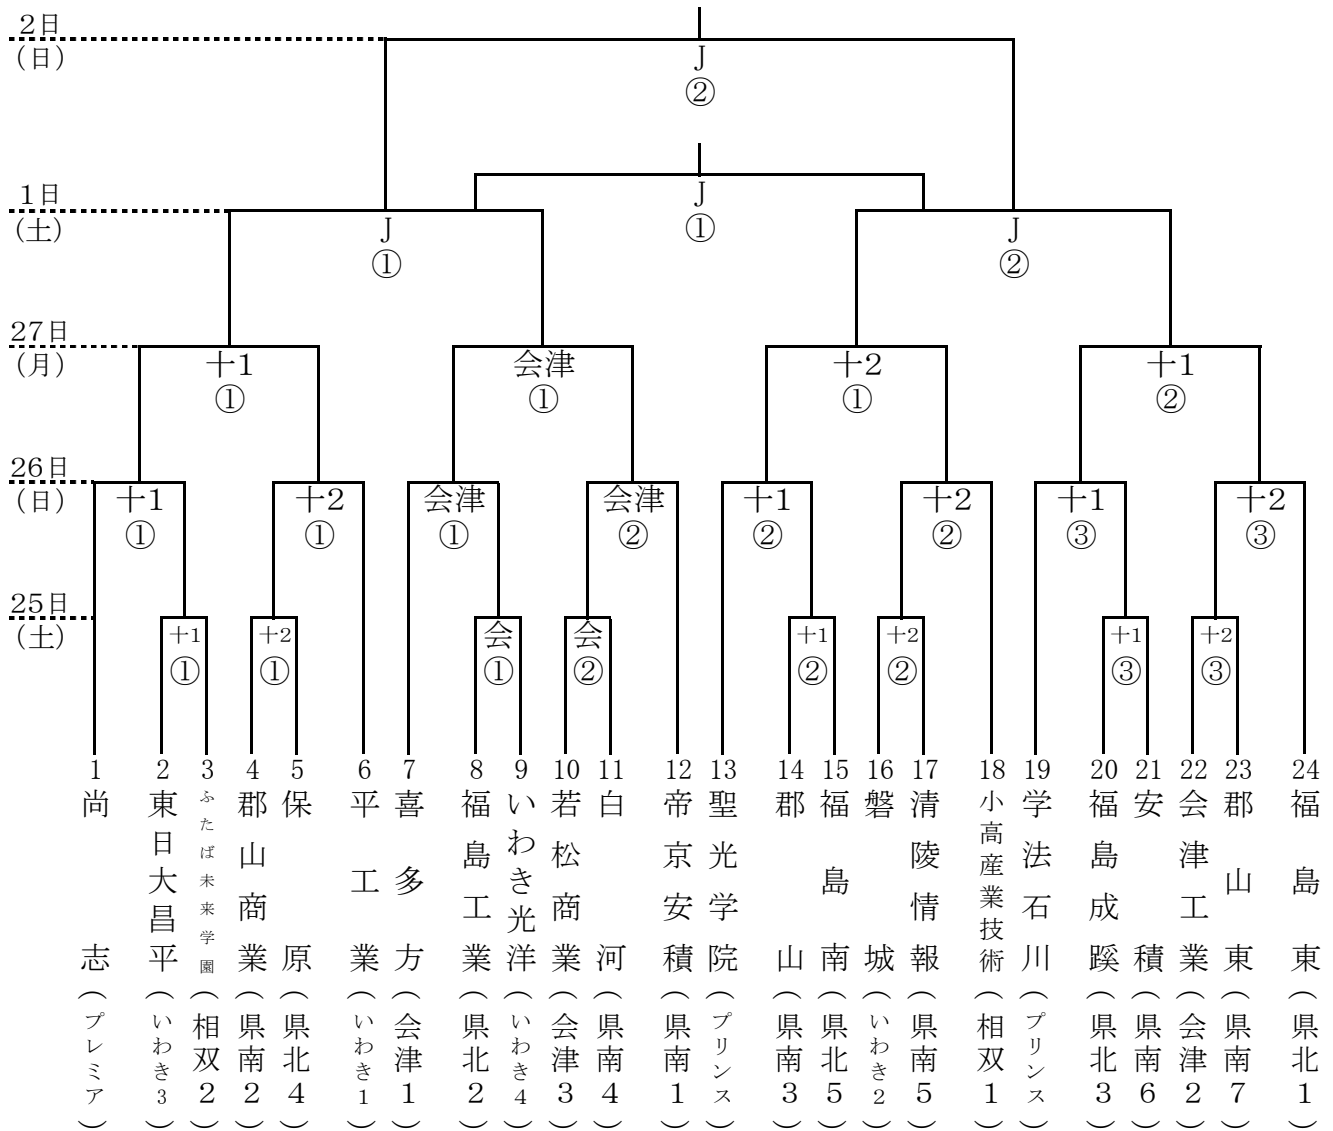 2日
(日)
J
②
1日
(土)
J
①
J
①
J
②
27日
(月)
十1
①
会津
①
十2
①
十1
②
26日
(日)
十1
①
十2
①
会津
①
会津
②
十1
②
十2
②
十1
③
十2
③
25日
(土)
十1
①
十2
①
会
①
会
②
十1
②
十2
②
十1
③
十2
③
1 尚志(プレミア)
2 東日大昌平(いわき3)
3 ふたば未来学園(相双2)
4 郡山商業(県南2)
5 保原(県北4)
6 平工業(いわき1)
7 喜多方(会津1)
8 福島工業(県北2)
9 いわき光洋(いわき4)
10 若松商業(会津3)
11 白河(県南4)
12 帝京安積(県南1)
13 聖光学院(プリンス)
14 郡山(県南3)
15 福島南(県北5)
16 磐城(いわき2)
17 清陵情報(県南5)
18 小高産業技術(相双1)
19 学法石川(プリンス)
20 福島成蹊(県北3)
21 安積(県南6)
22 会津工業(会津2)
23 郡山東(県南7)
24 福島東(県北1)